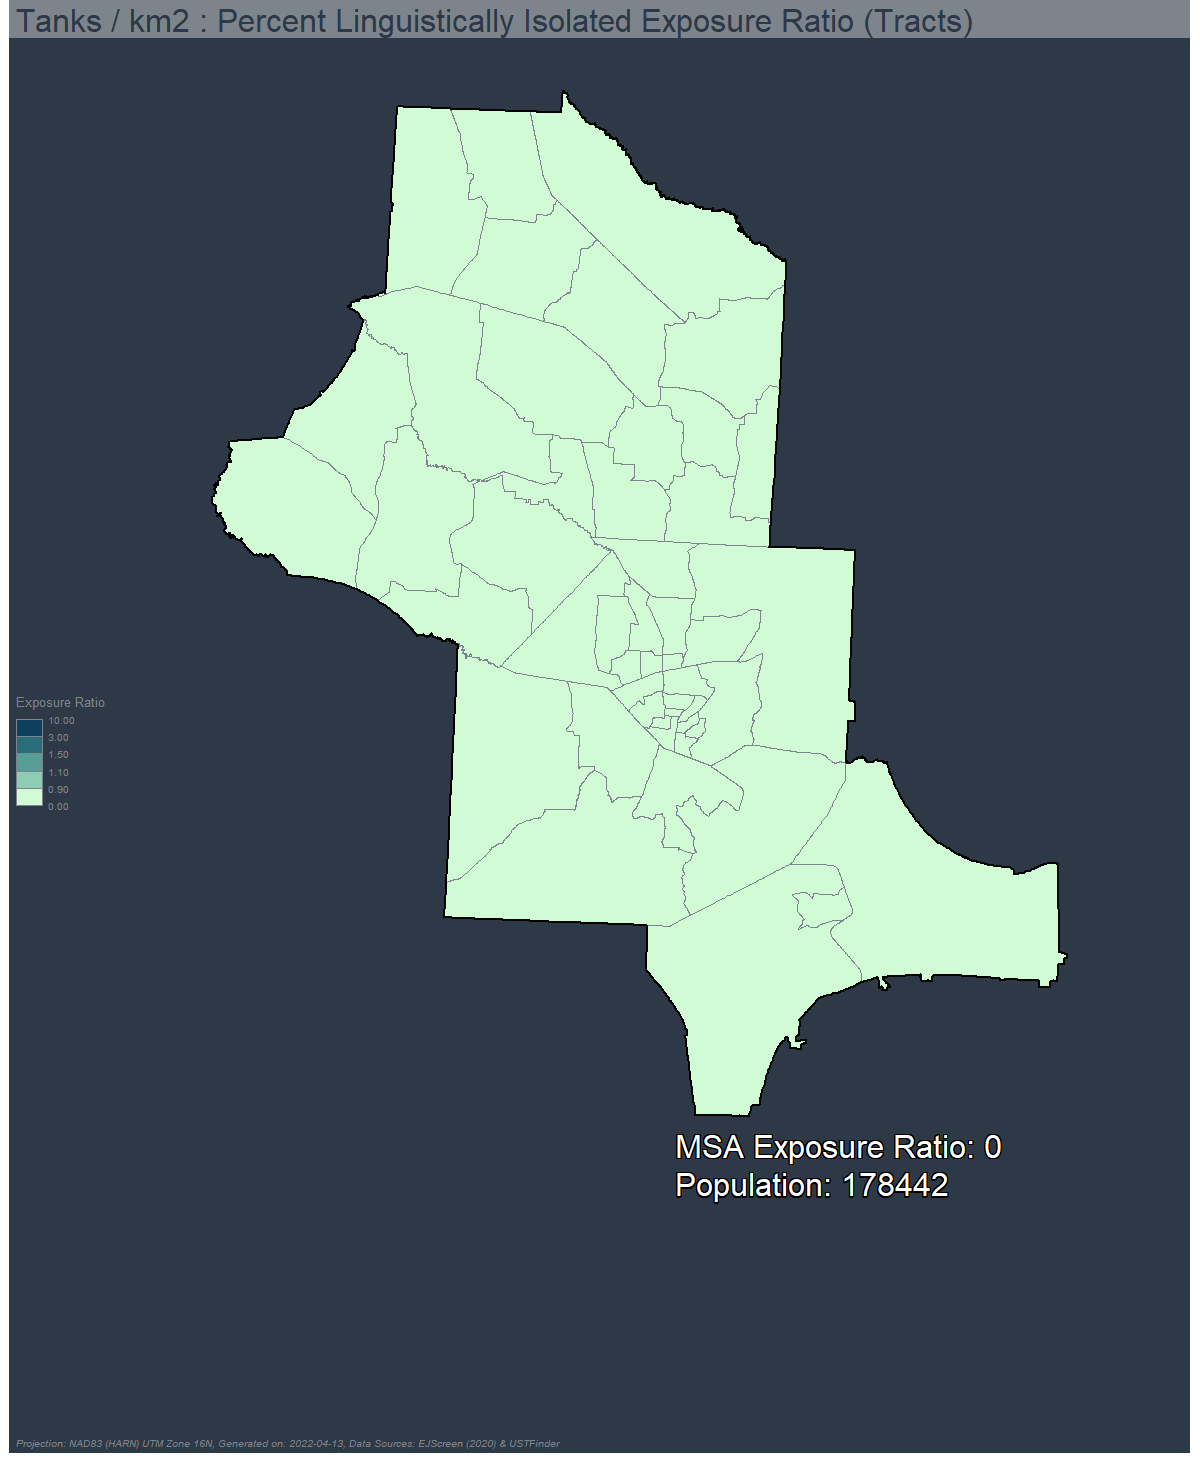 Tanks / km2 : Percent Linguistically Isolated Exposure Ratio (Tracts)
Exposure Ratio
10.00
3.00
1.50
1.10
0.90
0.00
MSA Exposure Ratio: 0
Population: 178442
Projection: NAD83 (HARN) UTM Zone 16N, Generated on: 2022-04-13, Data Sources: EJScreen (2020) & USTFinder